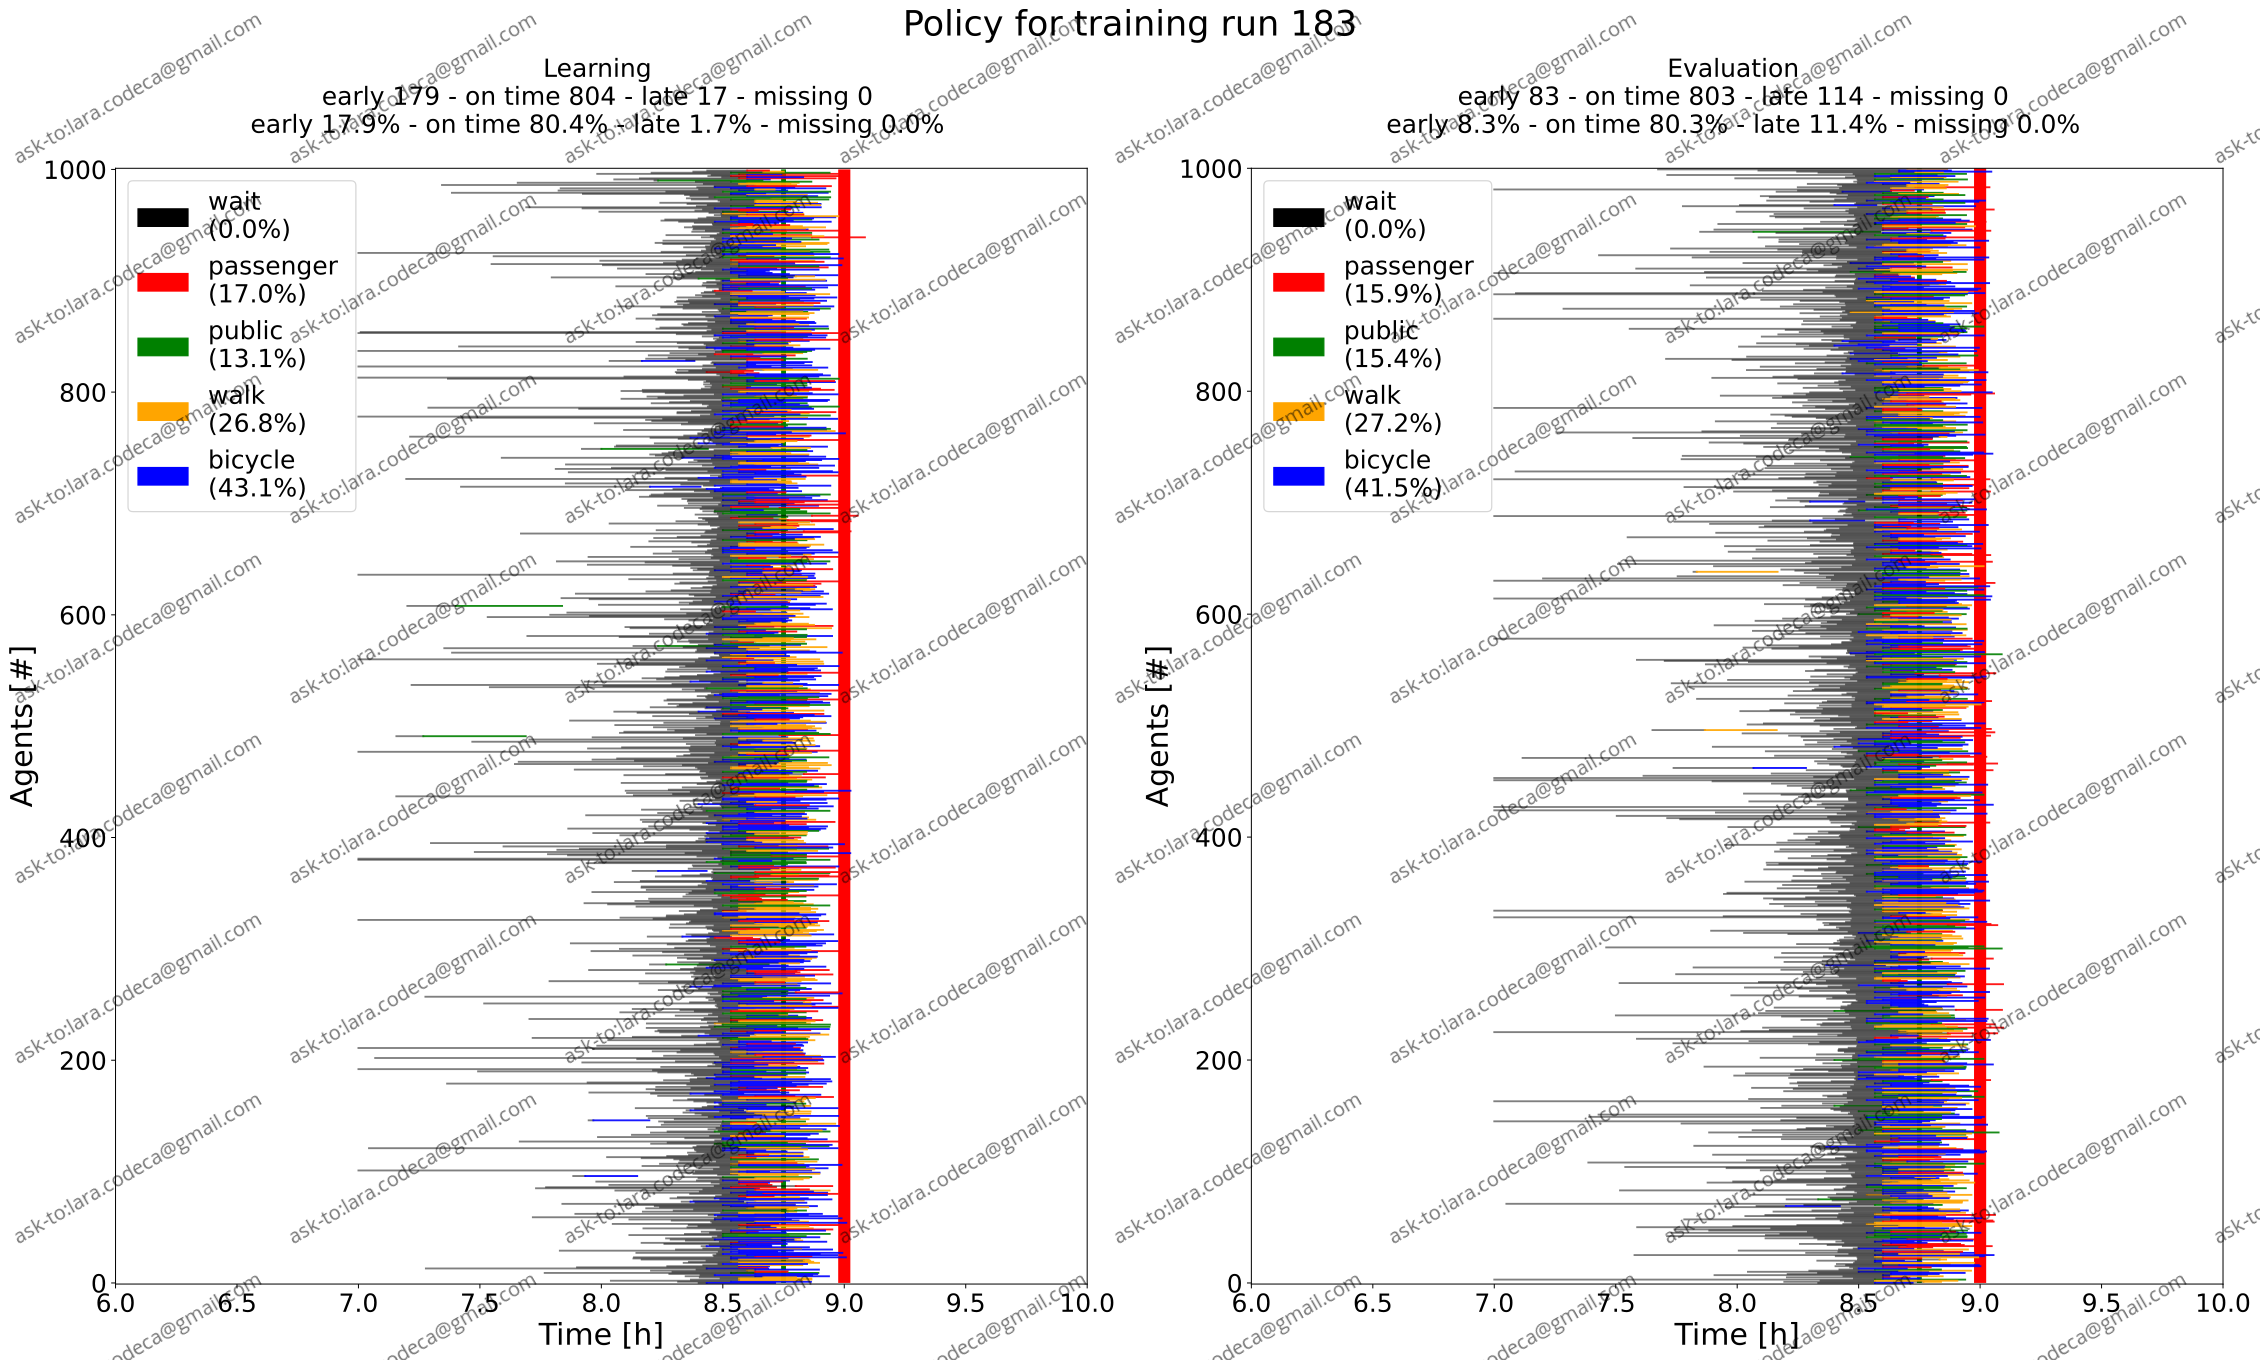 Policy for training run 183
Learning
early 179 - on time 804 - late 17 - missing 0
early 17.9% - on time 80.4% - late 1.7% - missing 0.0%
1000
800
600
400
200
0
Agents [#]
wait
(0.0%)
passenger
(17.0%)
public
(13.1%)
walk
(26.8%)
bicycle
(43.1%)
6.0 6.5 7.0 7.5 8.0 8.5 9.0 9.5 10.0
Time [h]
Evaluation
early 83 - on time 803 - late 114 - missing 0
early 8.3% - on time 80.3% - late 11.4% - missing 0.0%
1000
800
600
400
200
0
Agents [#]
wait
(0.0%)
passenger
(15.9%)
public
(15.4%)
walk
(27.2%)
bicycle
(41.5%)
6.0 6.5 7.0 7.5 8.0 8.5 9.0 9.5 10.0
Time [h]
ask-to:lara.codeca@gmail.com